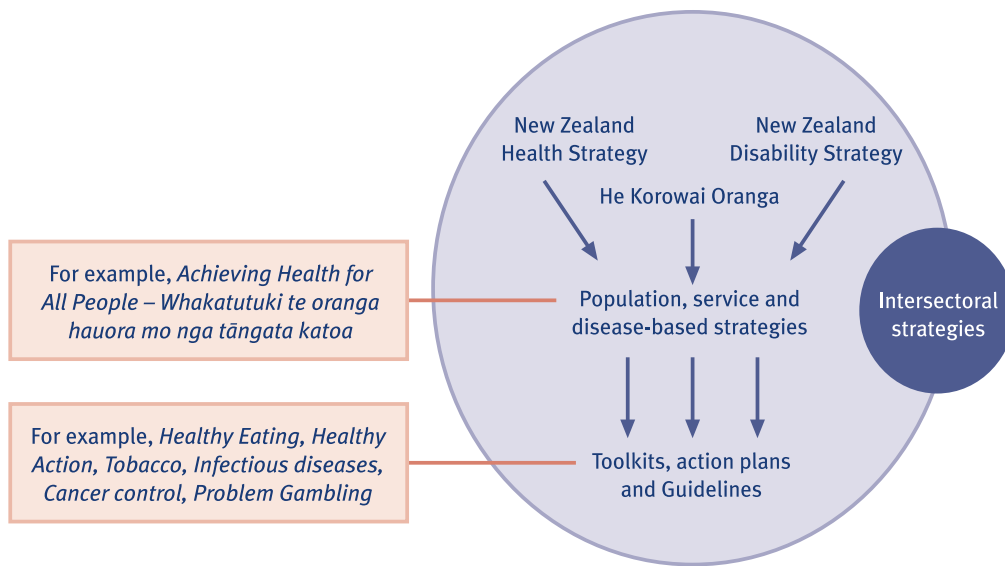 New Zealand
Health Strategy
New Zealand
Disability Strategy
He Korowai Oranga
For example, Achieving Health for
All People – Whakatutuki te oranga
hauora mo nga tāngata katoa
Population, service and
disease-based strategies
Intersectoral
strategies
For example, Healthy Eating, Healthy
Action, Tobacco, Infectious diseases,
Cancer control, Problem Gambling
Toolkits, action plans
and Guidelines